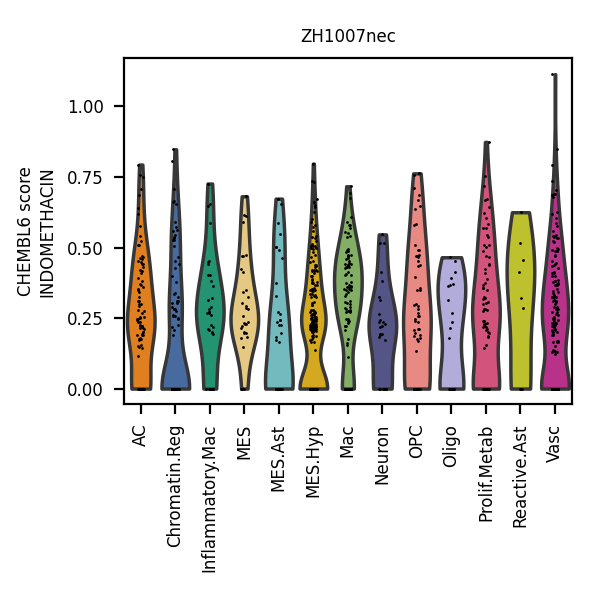 ZH1007nec
CHEMBL6 score
INDOMETHACIN
1.00
0.75
0.50
0.25
0.00
AC
Chromatin.Reg
Inflammatory.Mac
MES
MES.Ast
MES.Hyp
Mac
Neuron
OPC
Oligo
Prolif.Metab
Reactive.Ast
Vasc